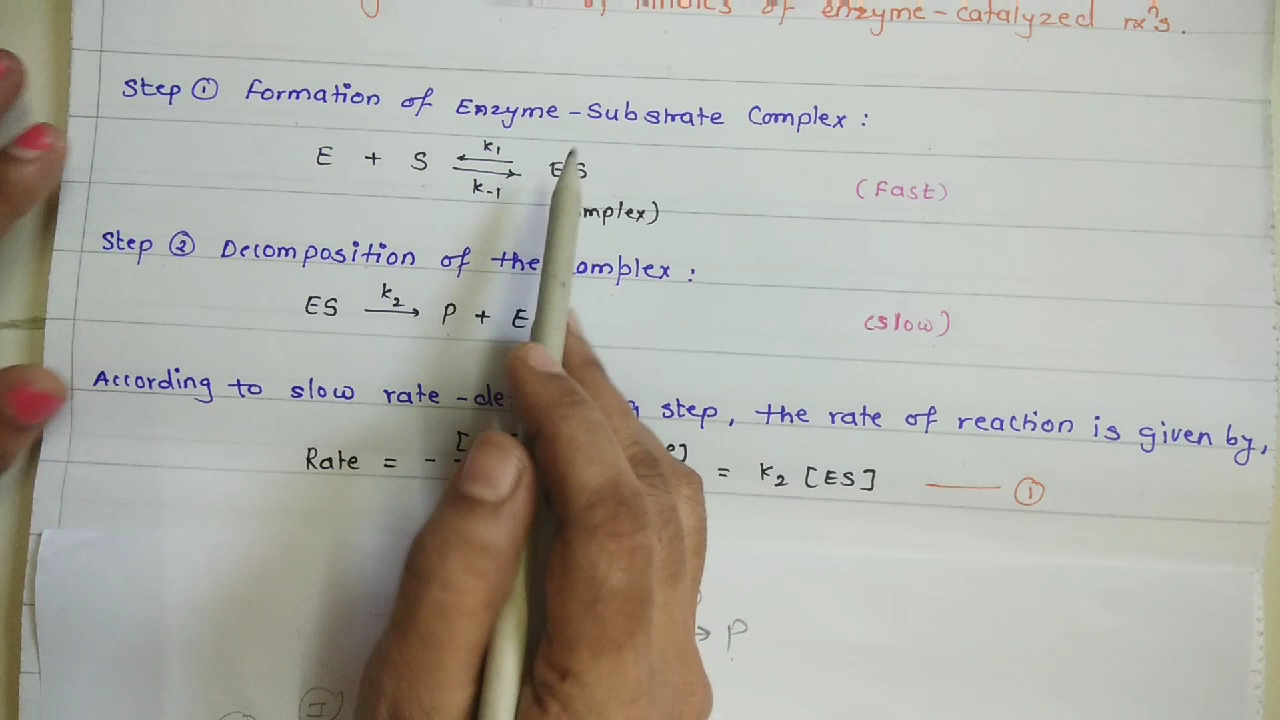 of enzyme-catalyzed rxns.
Step ① Formation of Enzyme-Substrate Complex:
E + S ⇌ ES k1 k-1 (Fast)
mplex)
Step ② Decomposition of the omplex:
ES k2 → P + E (slow)
According to slow rate-de step, the rate of reaction is given by,
Rate = - = k2 [ES] —— ①
→ P
I